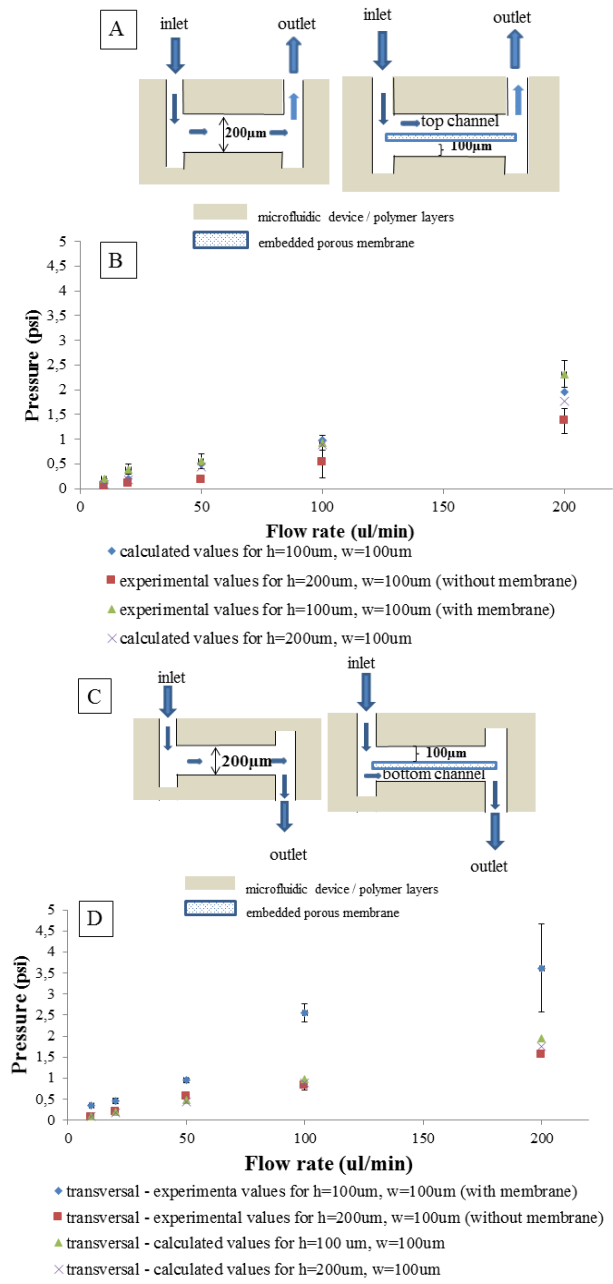 A
inlet
outlet
inlet
outlet
200µm
top channel
100µm
microfluidic device / polymer layers
embedded porous membrane
B
5
4,5
4
3,5
3
2,5
2
1,5
1
0,5
0
Pressure (psi)
0
50
100
150
200
Flow rate (ul/min)
calculated values for h=100um, w=100um
experimental values for h=200um, w=100um (without membrane)
experimental values for h=100um, w=100um (with membrane)
calculated values for h=200um, w=100um
C
inlet
inlet
200µm
100µm
bottom channel
outlet
outlet
microfluidic device / polymer layers
embedded porous membrane
D
5
4,5
4
3,5
3
2,5
2
1,5
1
0,5
0
Pressure (psi)
0
50
100
150
200
Flow rate (ul/min)
transversal - experimenta values for h=100um, w=100um (with membrane)
transversal - experimental values for h=200um, w=100um (without membrane)
transversal - calculated values for h=100 um, w=100um
transversal - calculated values for h=200um, w=100um